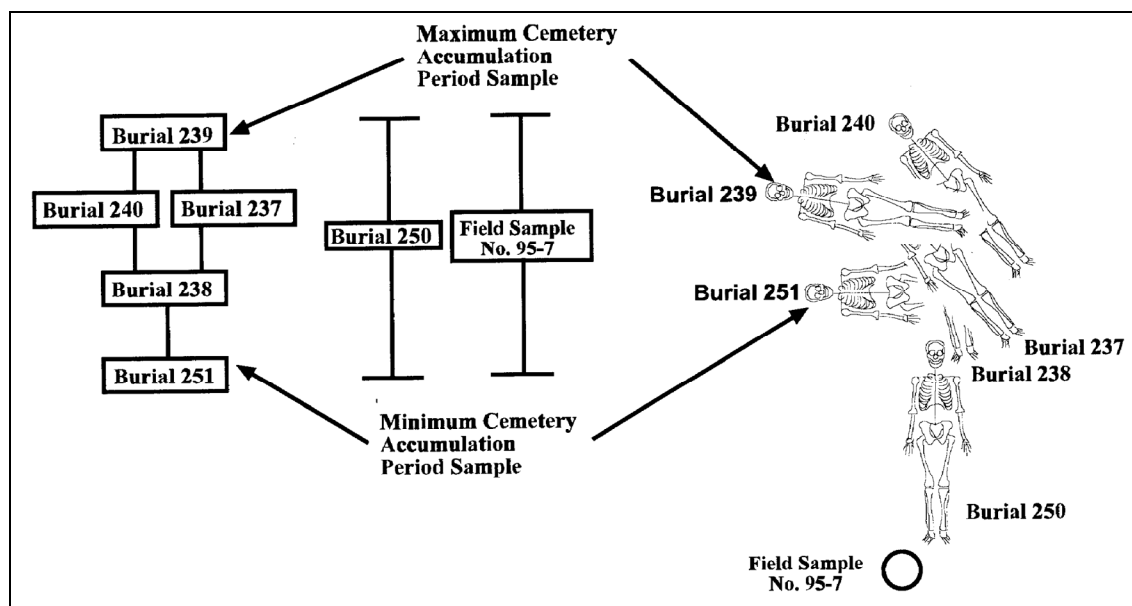 Maximum Cemetery
Accumulation
Period Sample
Burial 239
Burial 240
Burial 237
Burial 238
Burial 251
Burial 250
Field Sample
No. 95-7
Minimum Cemetery
Accumulation
Period Sample
Burial 240
Burial 239
Burial 251
Burial 237
Burial 238
Burial 250
Field Sample
No. 95-7